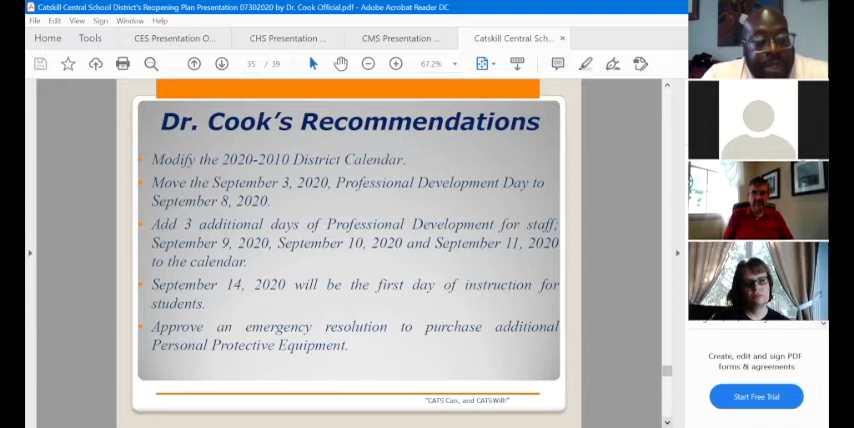 Catskill Central School District's Reopening Plan Presentation 07302020 by Dr. Cook Official.pdf - Adobe Acrobat Reader DC
File Edit View Sign Window Help
Home Tools CES Presentation O... CHS Presentation ... CMS Presentation ... Catskill Central Sch... ×
35 / 39 67.2%
Dr. Cook's Recommendations
• Modify the 2020-2010 District Calendar.
• Move the September 3, 2020, Professional Development Day to
September 8, 2020.
• Add 3 additional days of Professional Development for staff;
September 9, 2020, September 10, 2020 and September 11, 2020
to the calendar.
• September 14, 2020 will be the first day of instruction for
students.
• Approve an emergency resolution to purchase additional
Personal Protective Equipment.
"CATS Can, and CATS Will!"
Create, edit and sign PDF
forms & agreements
Start Free Trial